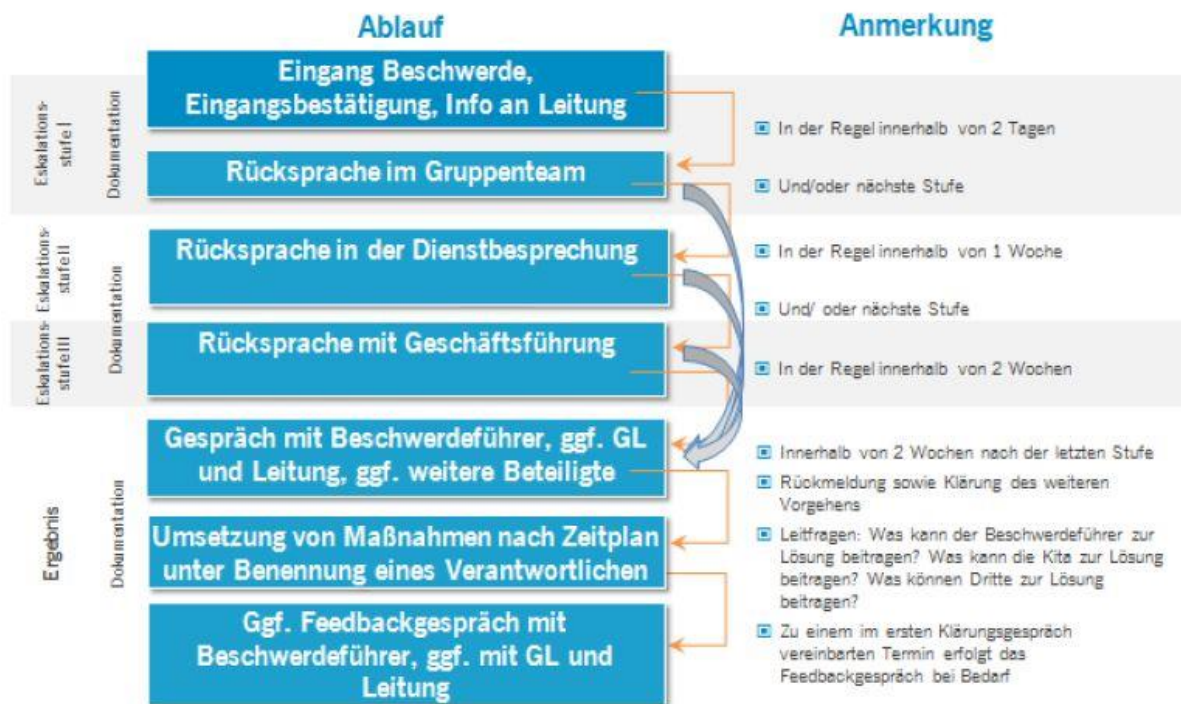 Ablauf
Anmerkung
Eskalations-
stufe I
Dokumentation
Eingang Beschwerde,
Eingangsbestätigung, Info an Leitung
In der Regel innerhalb von 2 Tagen
Rücksprache im Gruppenteam
Und/oder nächste Stufe
Eskalations-
stufe II
Dokumentation
Rücksprache in der Dienstbesprechung
In der Regel innerhalb von 1 Woche
Und/ oder nächste Stufe
Eskalations-
stufe III
Rücksprache mit Geschäftsführung
In der Regel innerhalb von 2 Wochen
Ergebnis
Dokumentation
Gespräch mit Beschwerdeführer, ggf. GL
und Leitung, ggf. weitere Beteiligte
Innerhalb von 2 Wochen nach der letzten Stufe
Rückmeldung sowie Klärung des weiteren
Vorgehens
Umsetzung von Maßnahmen nach Zeitplan
unter Benennung eines Verantwortlichen
Leitfragen: Was kann der Beschwerdeführer zur
Lösung beitragen? Was kann die Kita zur Lösung
beitragen? Was können Dritte zur Lösung
beitragen?
Ggf. Feedbackgespräch mit
Beschwerdeführer, ggf. mit GL und
Leitung
Zu einem im ersten Klärungsgespräch
vereinbarten Termin erfolgt das
Feedbackgespräch bei Bedarf